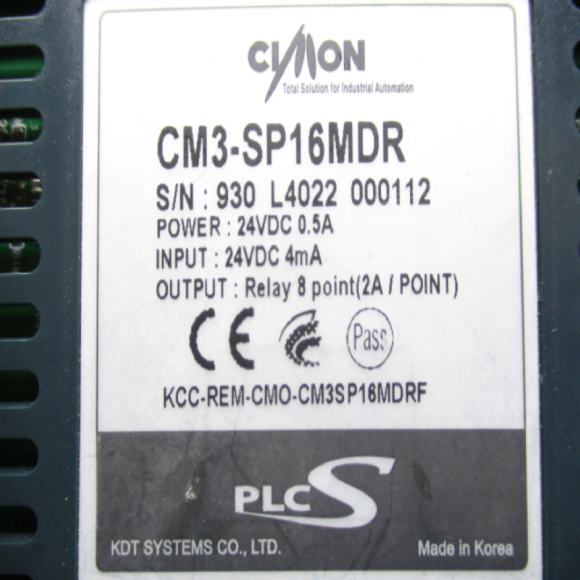 CIMON
Total Solution for Industrial Automation
CM3-SP16MDR
S/N : 930 L4022 000112
POWER : 24VDC 0.5A
INPUT : 24VDC 4mA
OUTPUT : Relay 8 point(2A / POINT)
CE Pass
KCC-REM-CMO-CM3SP16MDRF
PLC S
KDT SYSTEMS CO., LTD. Made in Korea